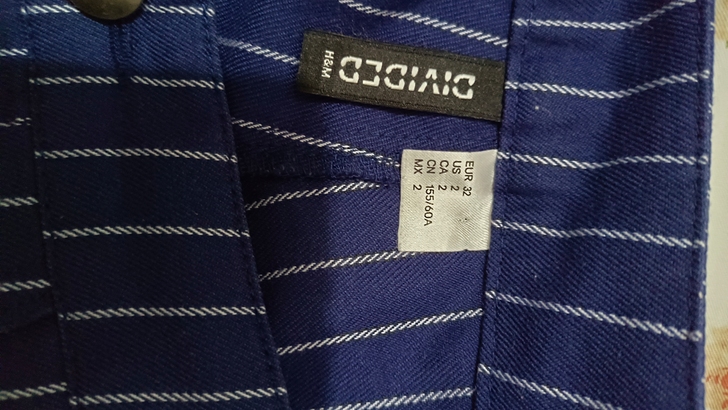 DIVIDED
H&M
EUR 32
US 2
CA 2
CN 155/60A
MX 2